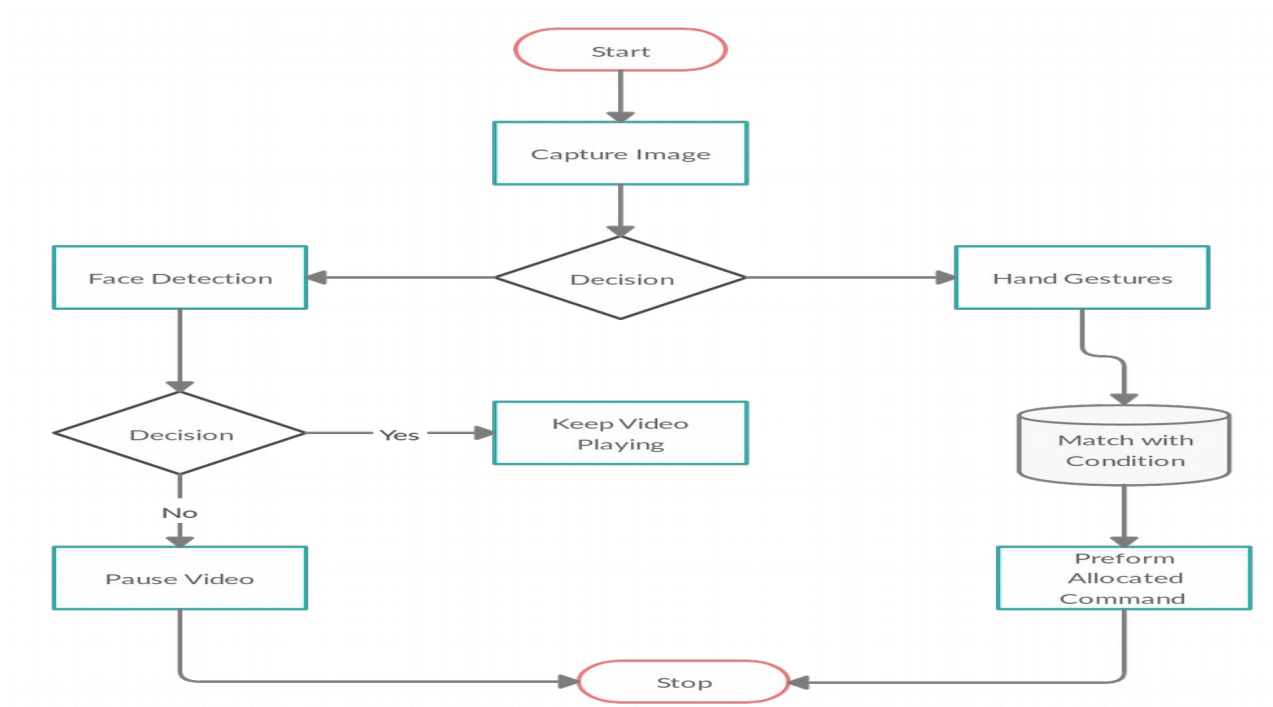 Start
Capture Image
Face Detection
Decision
Hand Gestures
Decision
Yes
Keep Video
Playing
Match with
Condition
No
Pause Video
Preform
Allocated
Command
Stop